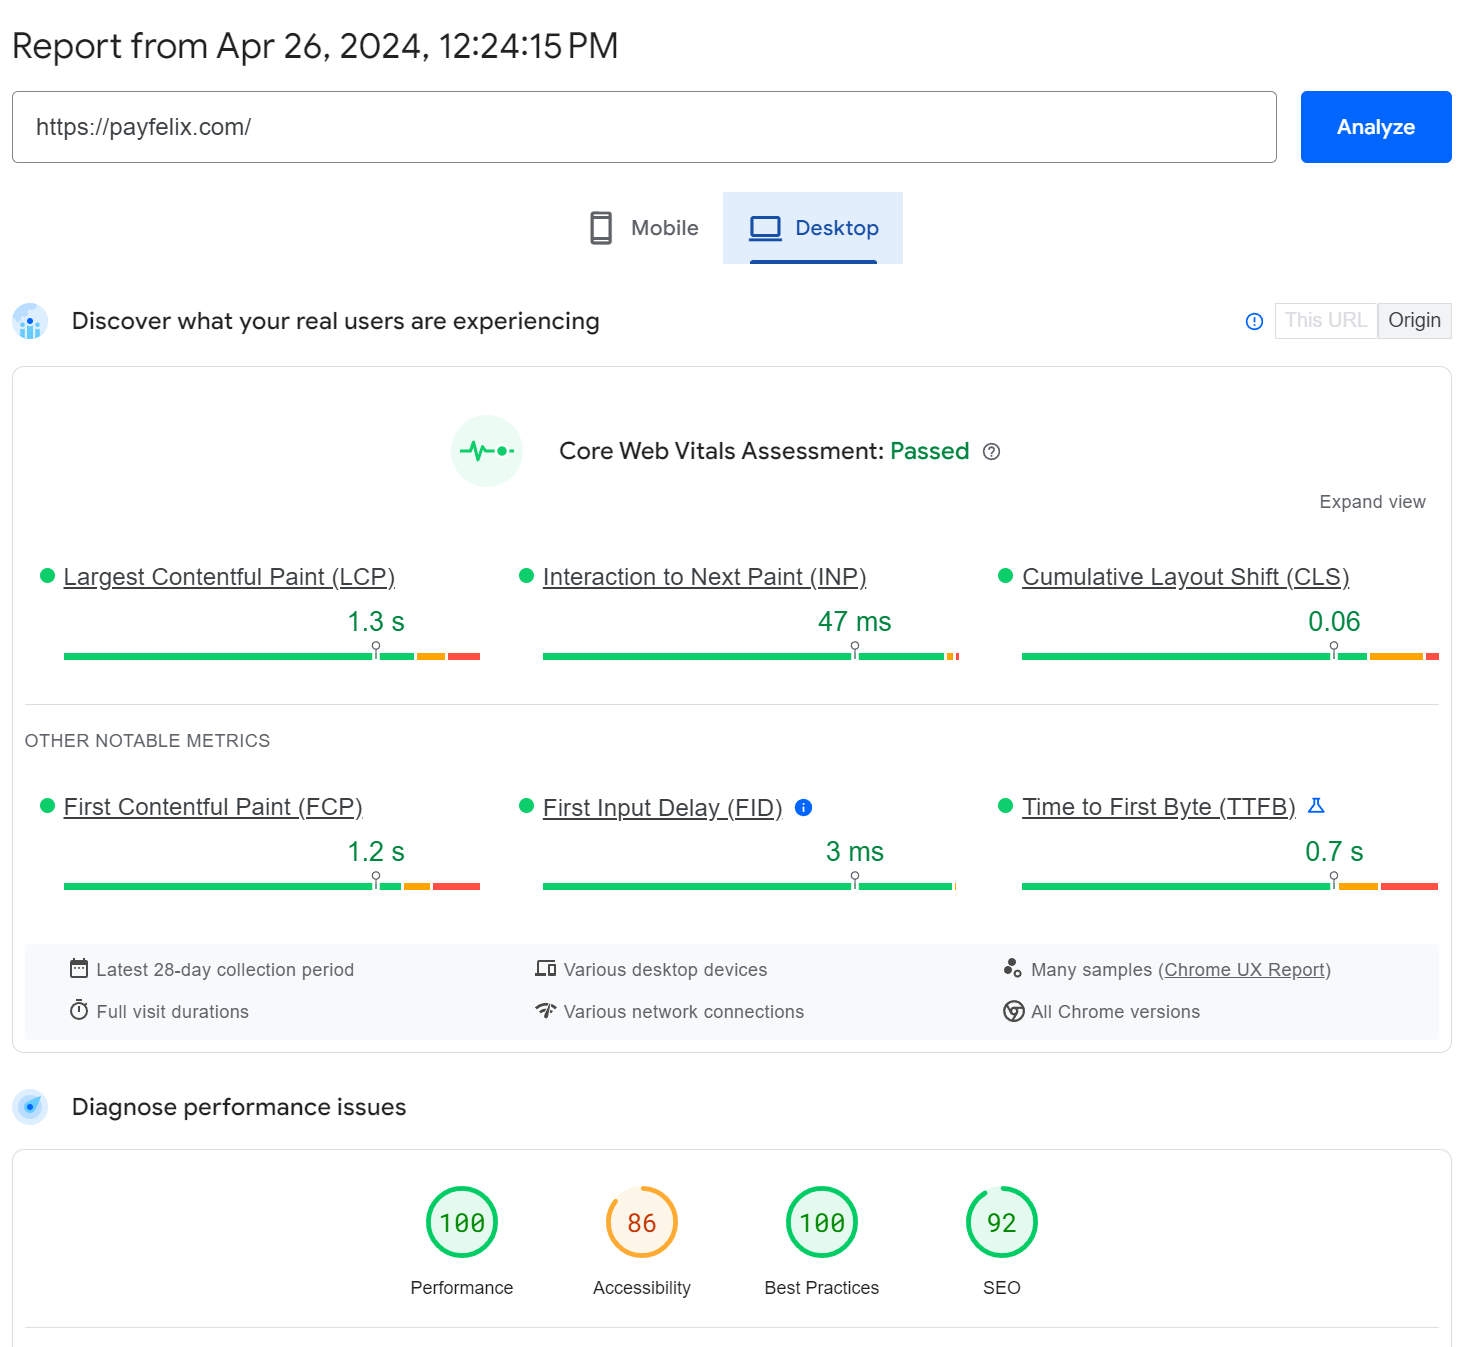 Report from Apr 26, 2024, 12:24:15 PM
https://payfelix.com/
Analyze
Mobile
Desktop
Discover what your real users are experiencing
This URL
Origin
Core Web Vitals Assessment: Passed
Expand view
Largest Contentful Paint (LCP)
1.3 s
Interaction to Next Paint (INP)
47 ms
Cumulative Layout Shift (CLS)
0.06
OTHER NOTABLE METRICS
First Contentful Paint (FCP)
1.2 s
First Input Delay (FID)
3 ms
Time to First Byte (TTFB)
0.7 s
Latest 28-day collection period
Various desktop devices
Many samples (Chrome UX Report)
Full visit durations
Various network connections
All Chrome versions
Diagnose performance issues
100
Performance
86
Accessibility
100
Best Practices
92
SEO